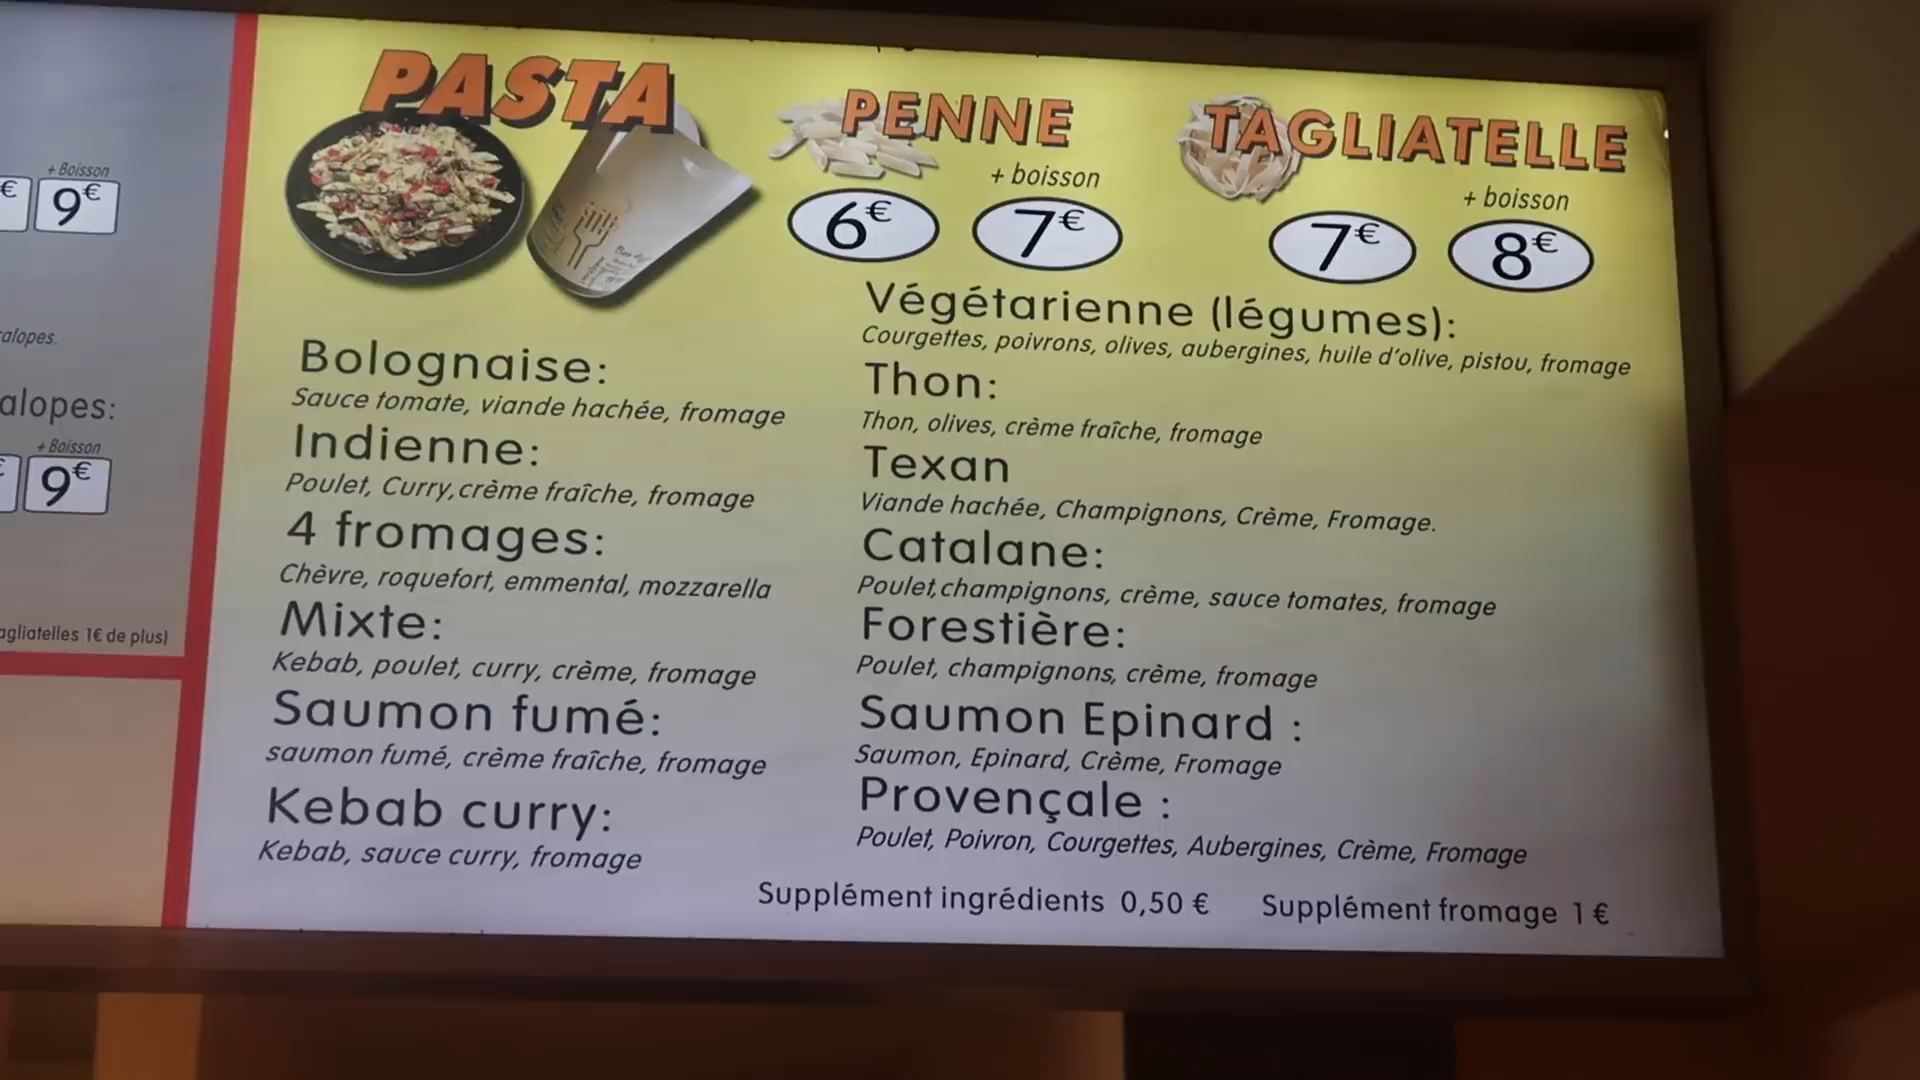 + Boisson
€ 9€
alopes.
alopes:
+ Boisson
€ 9€
agliatelles 1€ de plus)
PASTA
PENNE
+ boisson
6€ 7€
TAGLIATELLE
+ boisson
7€ 8€
Bolognaise:
Sauce tomate, viande hachée, fromage
Indienne:
Poulet, Curry,crème fraîche, fromage
4 fromages:
Chèvre, roquefort, emmental, mozzarella
Mixte:
Kebab, poulet, curry, crème, fromage
Saumon fumé:
saumon fumé, crème fraîche, fromage
Kebab curry:
Kebab, sauce curry, fromage
Végétarienne (légumes):
Courgettes, poivrons, olives, aubergines, huile d'olive, pistou, fromage
Thon:
Thon, olives, crème fraîche, fromage
Texan
Viande hachée, Champignons, Crème, Fromage.
Catalane:
Poulet,champignons, crème, sauce tomates, fromage
Forestière:
Poulet, champignons, crème, fromage
Saumon Epinard :
Saumon, Epinard, Crème, Fromage
Provençale :
Poulet, Poivron, Courgettes, Aubergines, Crème, Fromage
Supplément ingrédients 0,50 € Supplément fromage 1 €